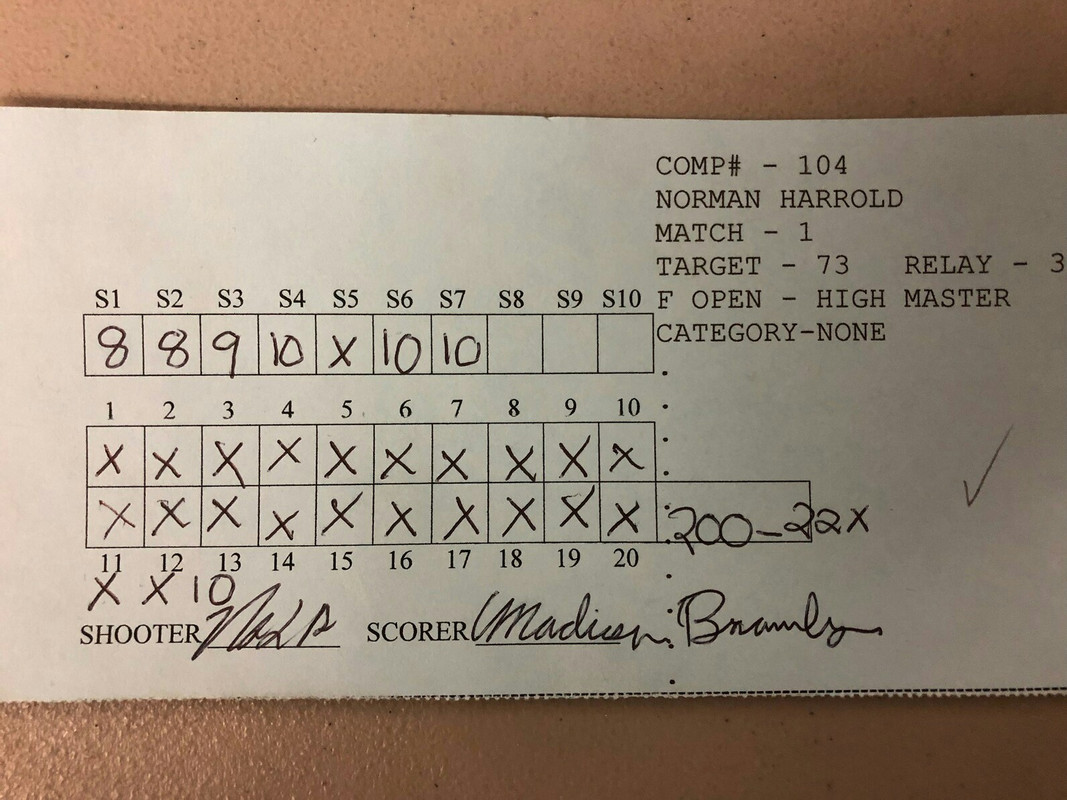 COMP# - 104
NORMAN HARROLD
MATCH - 1
TARGET - 73 RELAY - 3
F OPEN - HIGH MASTER
CATEGORY-NONE
S1 S2 S3 S4 S5 S6 S7 S8 S9 S10
8 8 9 10 X 10 10
1 2 3 4 5 6 7 8 9 10
X X X X X X X X X X
X X X X X X X X X X 200-22X
11 12 13 14 15 16 17 18 19 20
X X 10
SHOOTER SCORER Madison